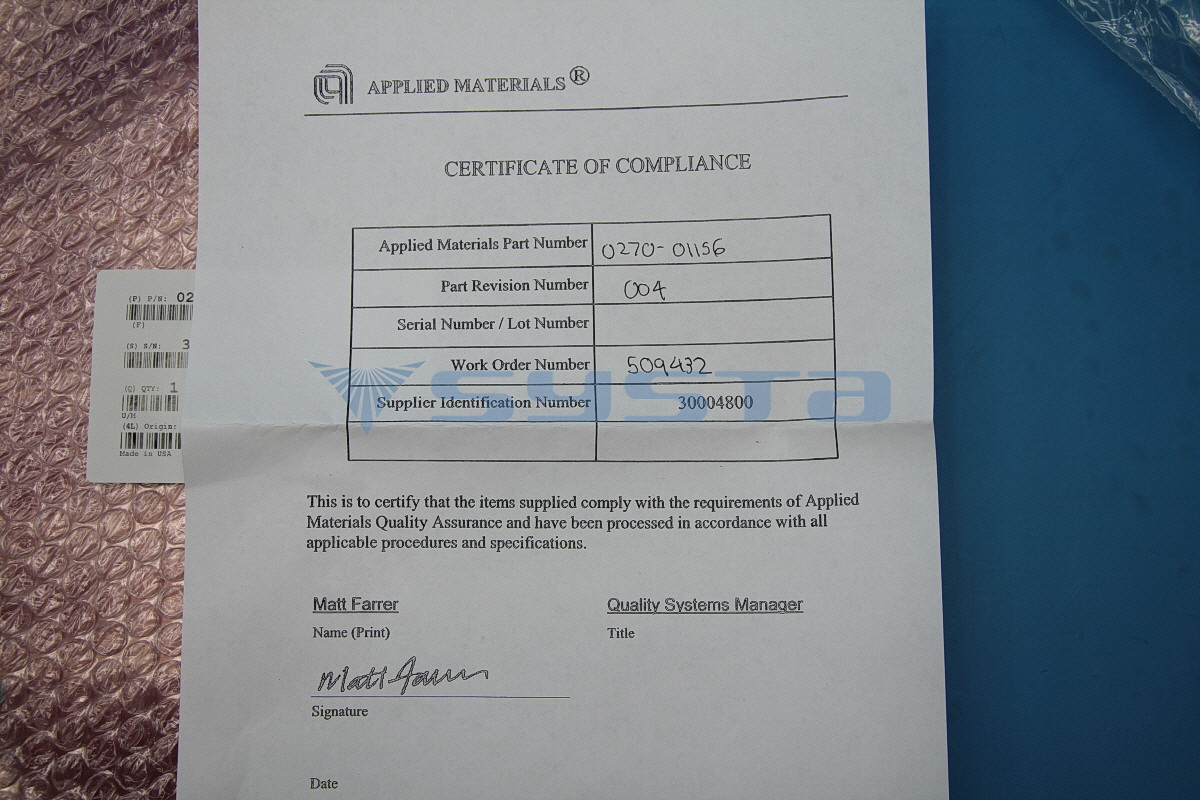 APPLIED MATERIALS®
CERTIFICATE OF COMPLIANCE
Applied Materials Part Number 0270-01156
Part Revision Number 004
Serial Number / Lot Number
Work Order Number 509432
Supplier Identification Number 30004800
systa
This is to certify that the items supplied comply with the requirements of Applied
Materials Quality Assurance and have been processed in accordance with all
applicable procedures and specifications.
Matt Farrer Quality Systems Manager
Name (Print) Title
Matt Farrer
Signature
Date
(P) P/N: 02
(F)
(S) S/N: 3
(Q) QTY: 1
U/M
(4L) Origin:
Made in USA